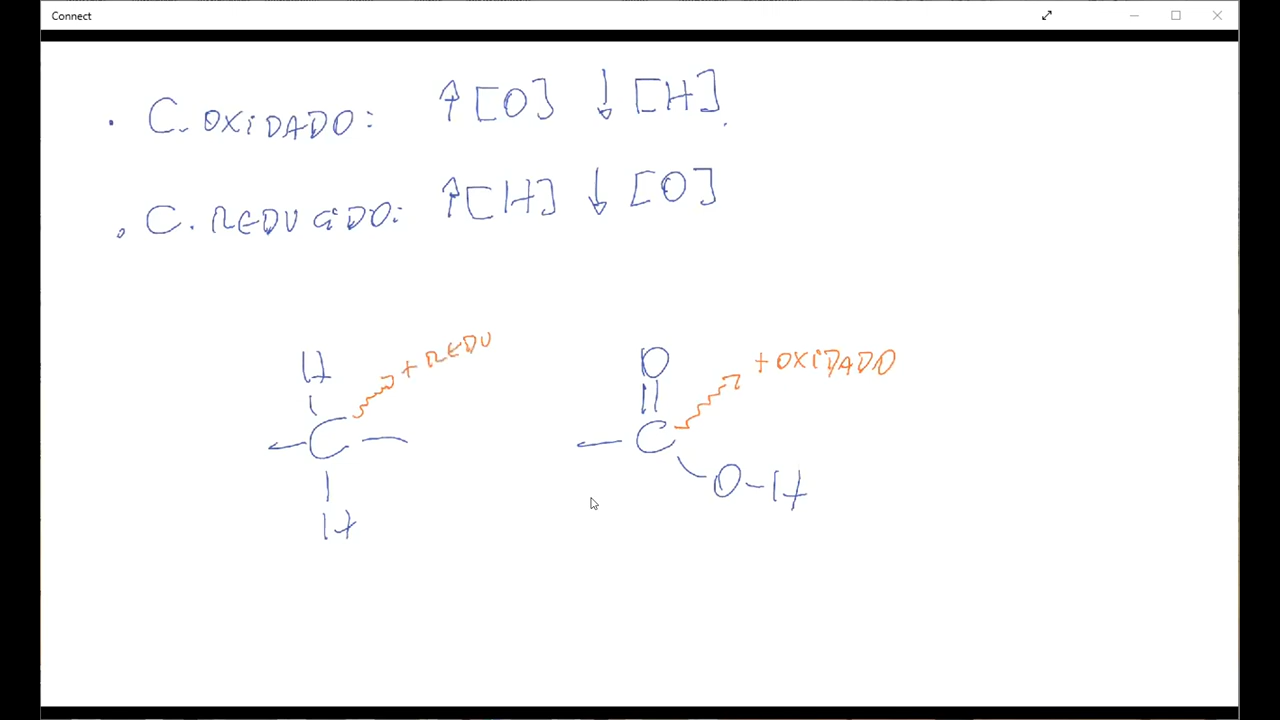 Connect
. C. OXIDADO: ↑ [O] ↓ [H]
. C. REDUCIDO: ↑ [H] ↓ [O]
+ REDU
+ OXIDADO
H
O
C
C
O-H
H